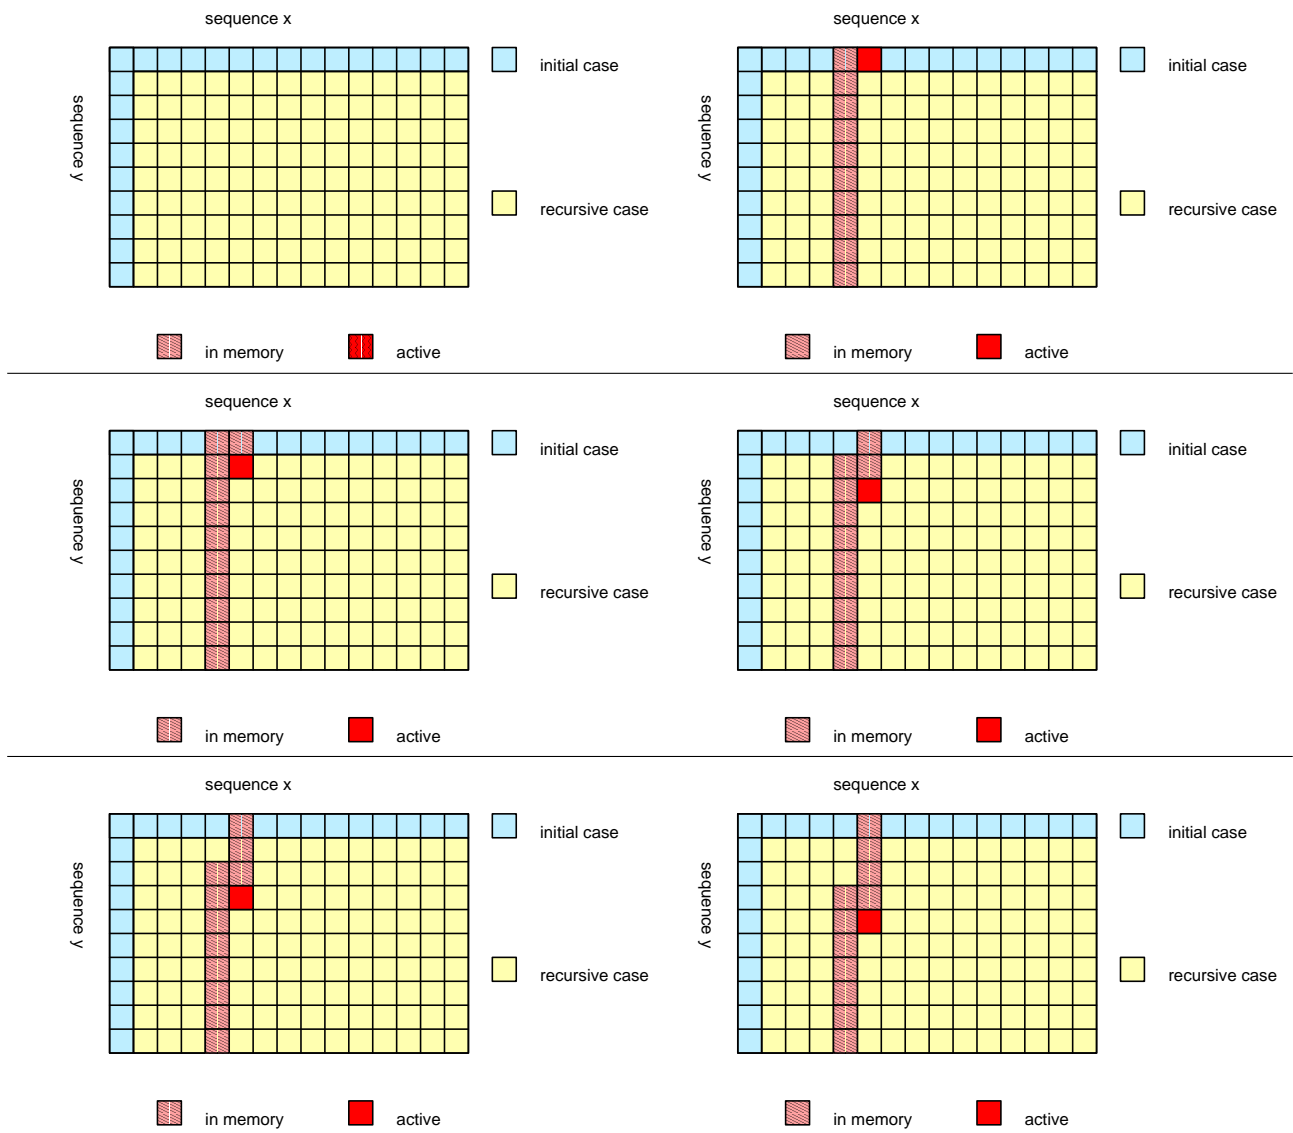 sequence x
initial case
sequence y
recursive case
in memory
active
sequence x
initial case
sequence y
recursive case
in memory
active
sequence x
initial case
sequence y
recursive case
in memory
active
sequence x
initial case
sequence y
recursive case
in memory
active
sequence x
initial case
sequence y
recursive case
in memory
active
sequence x
initial case
sequence y
recursive case
in memory
active